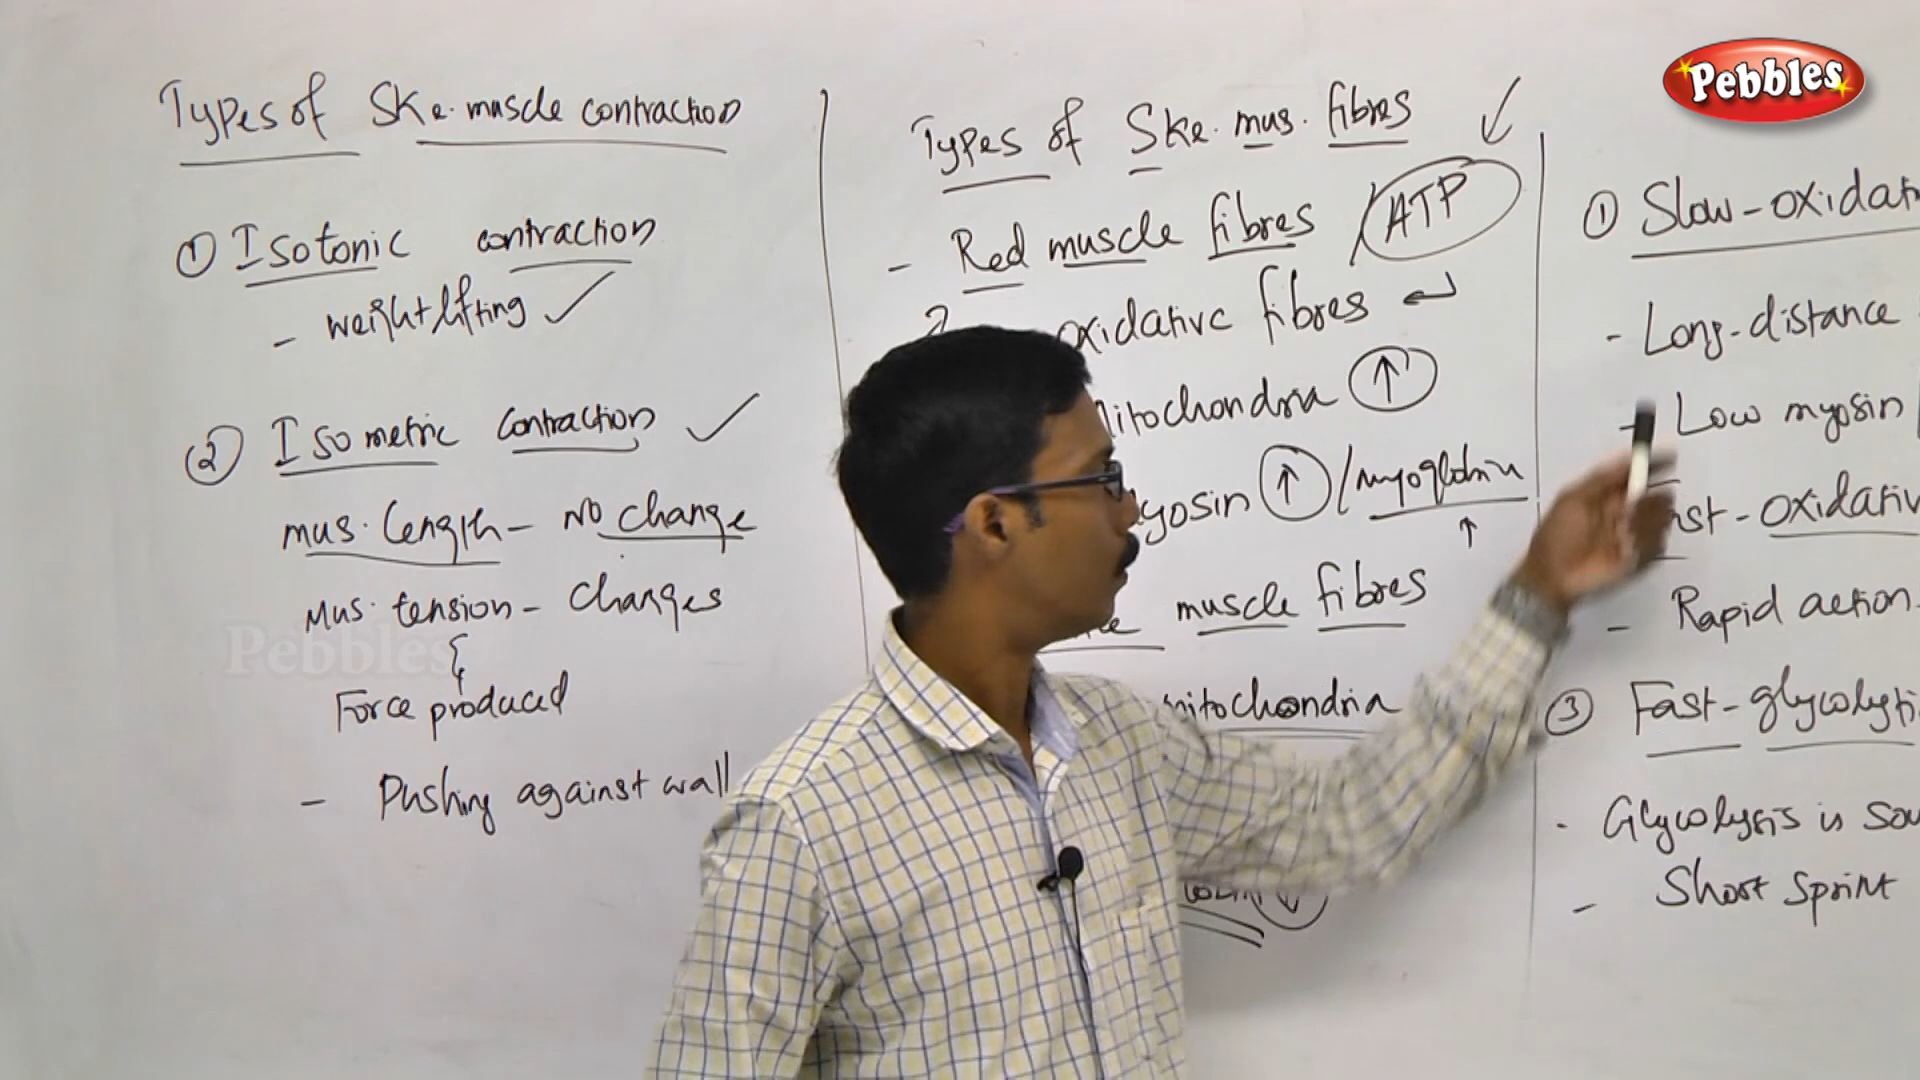 Pebbles
Types of Ske. muscle contraction
① Isotonic contraction
- weight lifting ✓
② Isometric contraction ✓
mus. length - No change
Mus. tension - changes
Pebbles
Force produced
- Pushing against wall
Types of Ske. mus. fibres
- Red muscle fibres / ATP
oxidative fibres
Mitochondria ↑
myosin ↑ / myoglobin
↑
muscle fibres
mitochondria
① Slow-oxidati
- Long-distance
- Low myosin
st-oxidativ
- Rapid action
③ Fast-glycolyti
- Glycolysis is sou
- Short Sprint